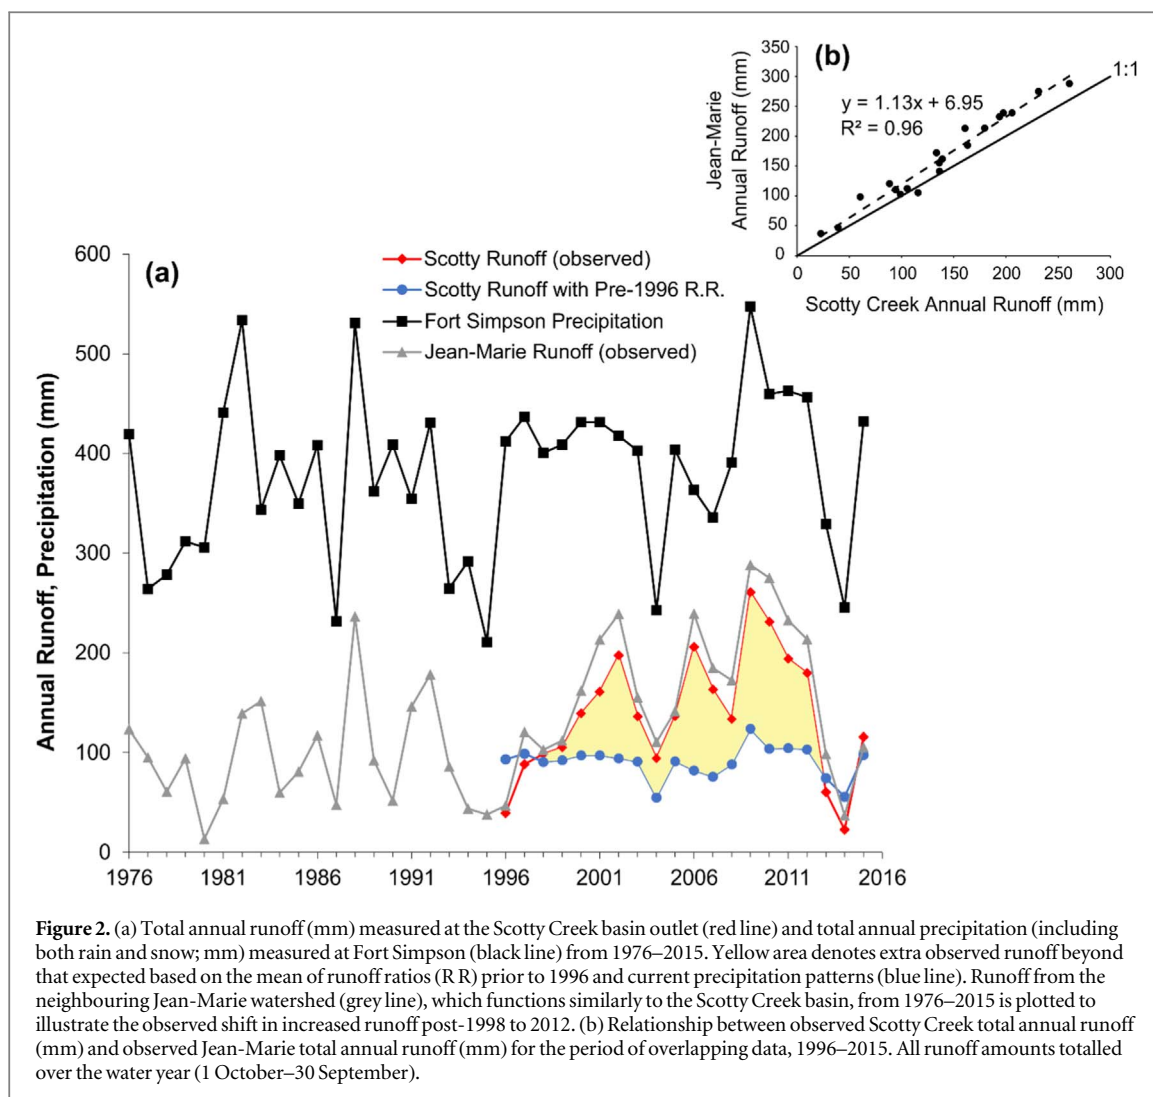 (b)
350
300
250
200
150
100
50
0
Jean-Marie
Annual Runoff (mm)
y = 1.13x + 6.95
R² = 0.96
1:1
0 50 100 150 200 250 300
Scotty Creek Annual Runoff (mm)
(a)
Scotty Runoff (observed)
Scotty Runoff with Pre-1996 R.R.
Fort Simpson Precipitation
Jean-Marie Runoff (observed)
600
500
400
300
200
100
0
Annual Runoff, Precipitation (mm)
1976 1981 1986 1991 1996 2001 2006 2011 2016
Figure 2. (a) Total annual runoff (mm) measured at the Scotty Creek basin outlet (red line) and total annual precipitation (including
both rain and snow; mm) measured at Fort Simpson (black line) from 1976–2015. Yellow area denotes extra observed runoff beyond
that expected based on the mean of runoff ratios (R R) prior to 1996 and current precipitation patterns (blue line). Runoff from the
neighbouring Jean-Marie watershed (grey line), which functions similarly to the Scotty Creek basin, from 1976–2015 is plotted to
illustrate the observed shift in increased runoff post-1998 to 2012. (b) Relationship between observed Scotty Creek total annual runoff
(mm) and observed Jean-Marie total annual runoff (mm) for the period of overlapping data, 1996–2015. All runoff amounts totalled
over the water year (1 October–30 September).